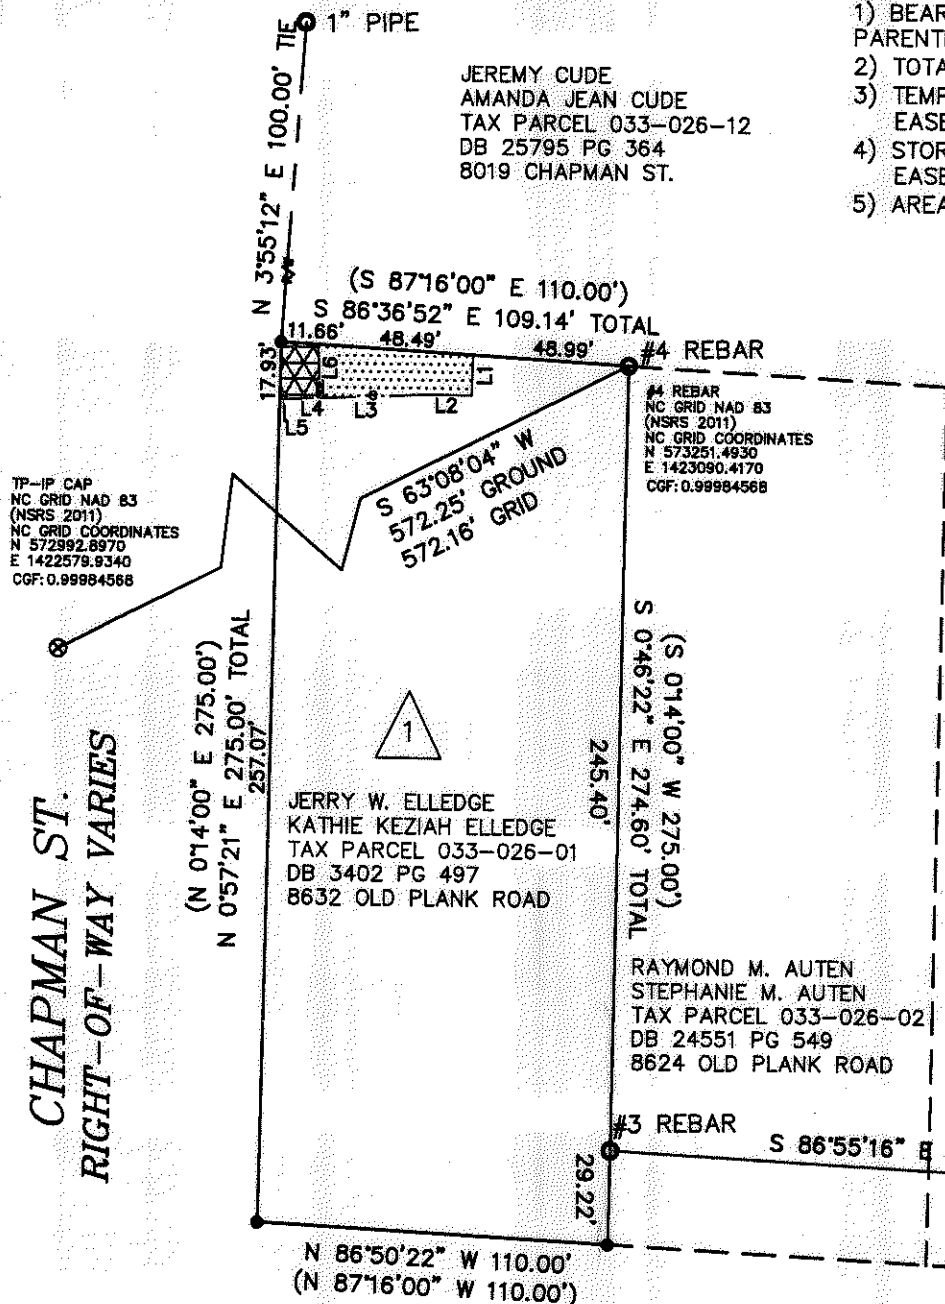 1" PIPE
N 3°55'12" E 100.00' TIE
JEREMY CUDE
AMANDA JEAN CUDE
TAX PARCEL 033-026-12
DB 25795 PG 364
8019 CHAPMAN ST.
1) BEAR
PARENT
2) TOTA
3) TEMP
EASE
4) STOR
EASE
5) AREA
(S 87°16'00" E 110.00')
S 86°36'52" E 109.14' TOTAL
11.66'
48.49'
48.99'
#4 REBAR
17.93'
L6
L1
L4
L3
L2
L5
#4 REBAR
NC GRID NAD 83
(NSRS 2011)
NC GRID COORDINATES
N 573251.4930
E 1423090.4170
CGF: 0.99984568
S 63°08'04" W
572.25' GROUND
572.16' GRID
TP-IP CAP
NC GRID NAD 83
(NSRS 2011)
NC GRID COORDINATES
N 572992.8970
E 1422579.9340
CGF: 0.99984568
(N 0°14'00" E 275.00')
N 0°57'21" E 275.00' TOTAL
257.07
(S 0°14'00" W 275.00')
S 0°46'22" E 274.60' TOTAL
245.40'
1
JERRY W. ELLEDGE
KATHIE KEZIAH ELLEDGE
TAX PARCEL 033-026-01
DB 3402 PG 497
8632 OLD PLANK ROAD
CHAPMAN ST.
RIGHT-OF-WAY VARIES
RAYMOND M. AUTEN
STEPHANIE M. AUTEN
TAX PARCEL 033-026-02
DB 24551 PG 549
8624 OLD PLANK ROAD
#3 REBAR
S 86°55'16" E
29.22'
N 86°50'22" W 110.00'
(N 87°16'00" W 110.00')